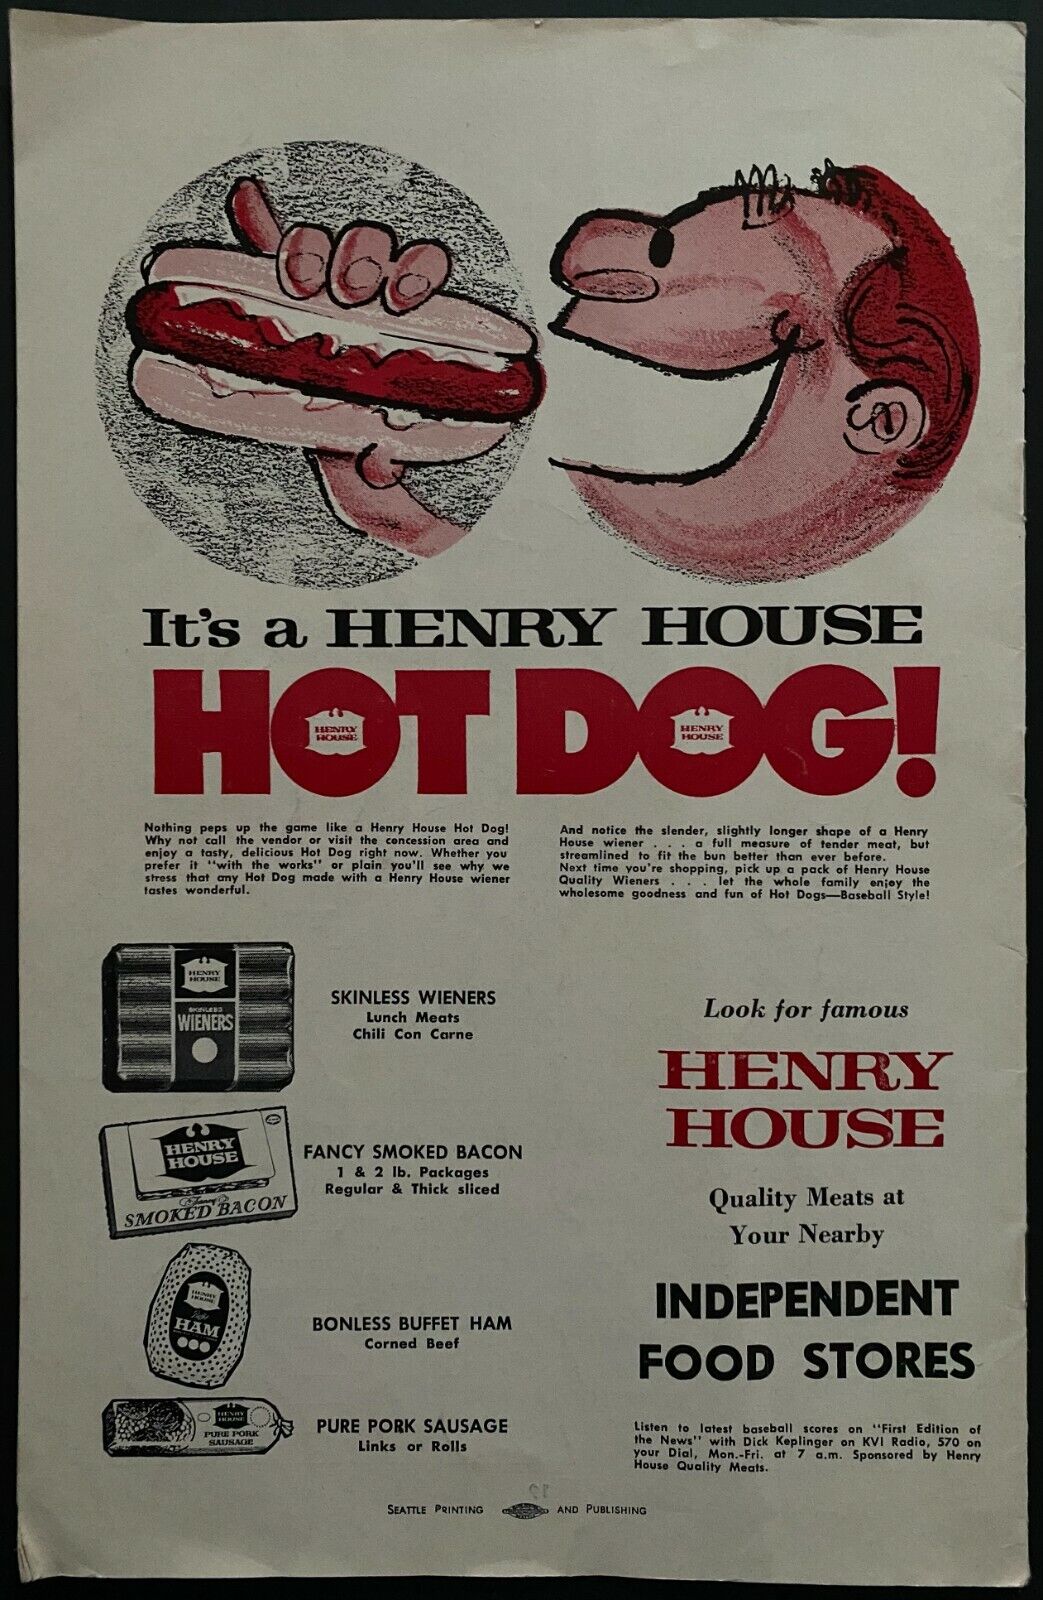 It's a HENRY HOUSE
HOT DOG!
HENRY
HOUSE
HENRY
HOUSE
Nothing peps up the game like a Henry House Hot Dog!
Why not call the vendor or visit the concession area and
enjoy a tasty, delicious Hot Dog right now. Whether you
prefer it "with the works" or plain you'll see why we
stress that any Hot Dog made with a Henry House wiener
tastes wonderful.
And notice the slender, slightly longer shape of a Henry
House wiener . . . a full measure of tender meat, but
streamlined to fit the bun better than ever before.
Next time you're shopping, pick up a pack of Henry House
Quality Wieners . . . let the whole family enjoy the
wholesome goodness and fun of Hot Dogs—Baseball Style!
HENRY
HOUSE
SKINLESS
WIENERS
SKINLESS WIENERS
Lunch Meats
Chili Con Carne
HENRY
HOUSE
Fancy
SMOKED BACON
FANCY SMOKED BACON
1 & 2 lb. Packages
Regular & Thick sliced
HENRY
HOUSE
HAM
BONLESS BUFFET HAM
Corned Beef
HENRY
HOUSE
PURE PORK
SAUSAGE
PURE PORK SAUSAGE
Links or Rolls
Look for famous
HENRY
HOUSE
Quality Meats at
Your Nearby
INDEPENDENT
FOOD STORES
Listen to latest baseball scores on "First Edition of
the News" with Dick Keplinger on KVI Radio, 570 on
your Dial, Mon.-Fri. at 7 a.m. Sponsored by Henry
House Quality Meats.
SEATTLE PRINTING AND PUBLISHING